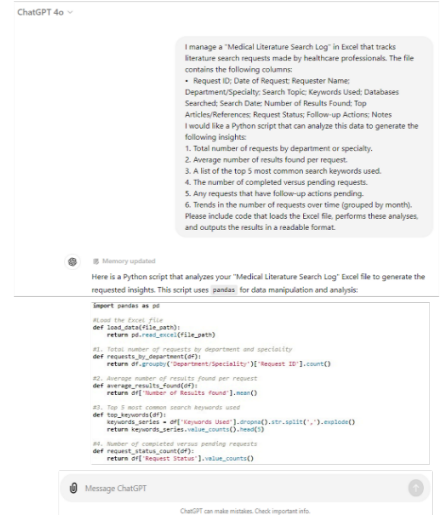 ChatGPT 4o
I manage a "Medical Literature Search Log" in Excel that tracks
literature search requests made by healthcare professionals. The file
contains the following columns:
• Request ID; Date of Request; Requester Name;
Department/Specialty; Search Topic; Keywords Used; Databases
Searched; Search Date; Number of Results Found; Top
Articles/References; Request Status; Follow-up Actions; Notes
I would like a Python script that can analyze this data to generate the
following insights:
1. Total number of requests by department or specialty.
2. Average number of results found per request.
3. A list of the top 5 most common search keywords used.
4. The number of completed versus pending requests.
5. Any requests that have follow-up actions pending.
6. Trends in the number of requests over time (grouped by month).
Please include code that loads the Excel file, performs these analyses,
and outputs the results in a readable format.
Memory updated
Here is a Python script that analyzes your "Medical Literature Search Log" Excel file to generate the
requested insights. This script uses pandas for data manipulation and analysis:
import pandas as pd
#Load the Excel file
def load_data(file_path):
return pd.read_excel(file_path)
#1. Total number of requests by department and speciality
def requests_by_department(df):
return df.groupby('Department/Specialty')['Request ID'].count()
#2. Average number of results found per request
def average_results_found(df):
return df['Number of Results Found'].mean()
#3. Top 5 most common search keywords used
def top_keywords(df):
keywords_series = df['Keywords Used'].dropna().str.split(',').explode()
return keywords_series.value_counts().head(5)
#4. Number of completed versus pending requests
def request_status_count(df):
return df['Request Status'].value_counts()
Message ChatGPT
ChatGPT can make mistakes. Check important info.